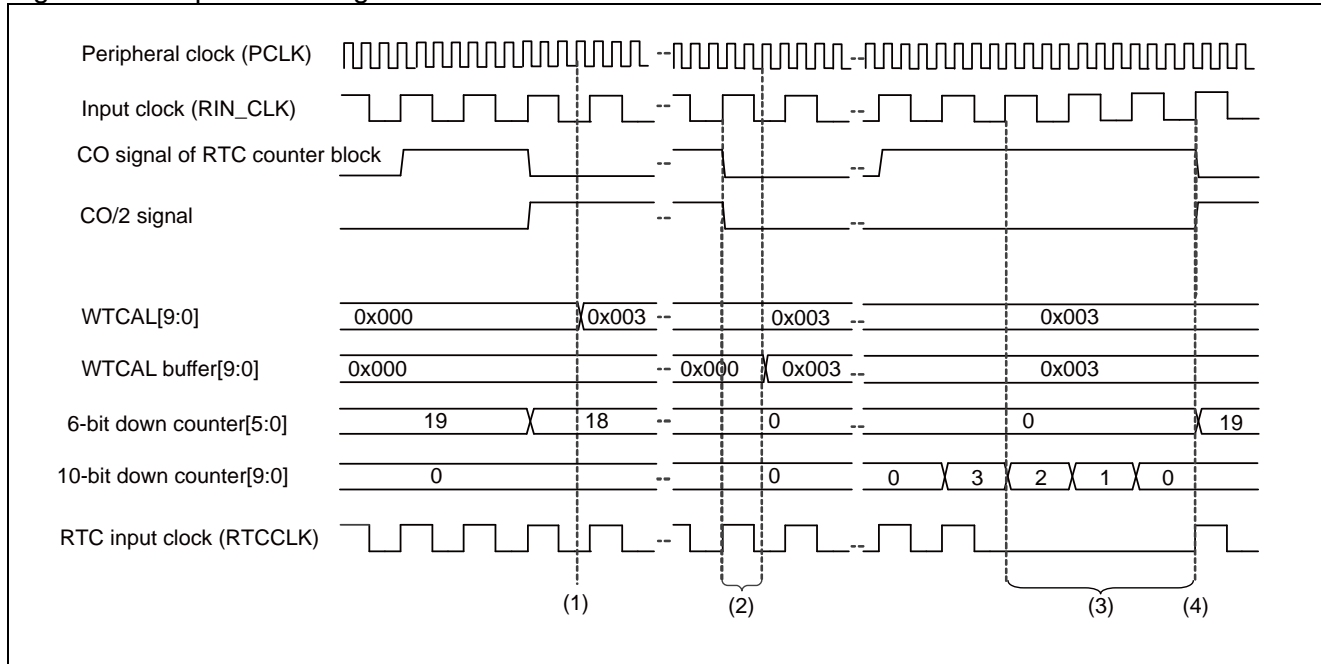 Peripheral clock (PCLK)
Input clock (RIN_CLK)
CO signal of RTC counter block
CO/2 signal
WTCAL[9:0] 0x000 0x003 0x003 0x003
WTCAL buffer[9:0] 0x000 0x000 0x003 0x003
6-bit down counter[5:0] 19 18 0 0 19
10-bit down counter[9:0] 0 0 0 3 2 1 0
RTC input clock (RTCCLK)
(1) (2) (3) (4)